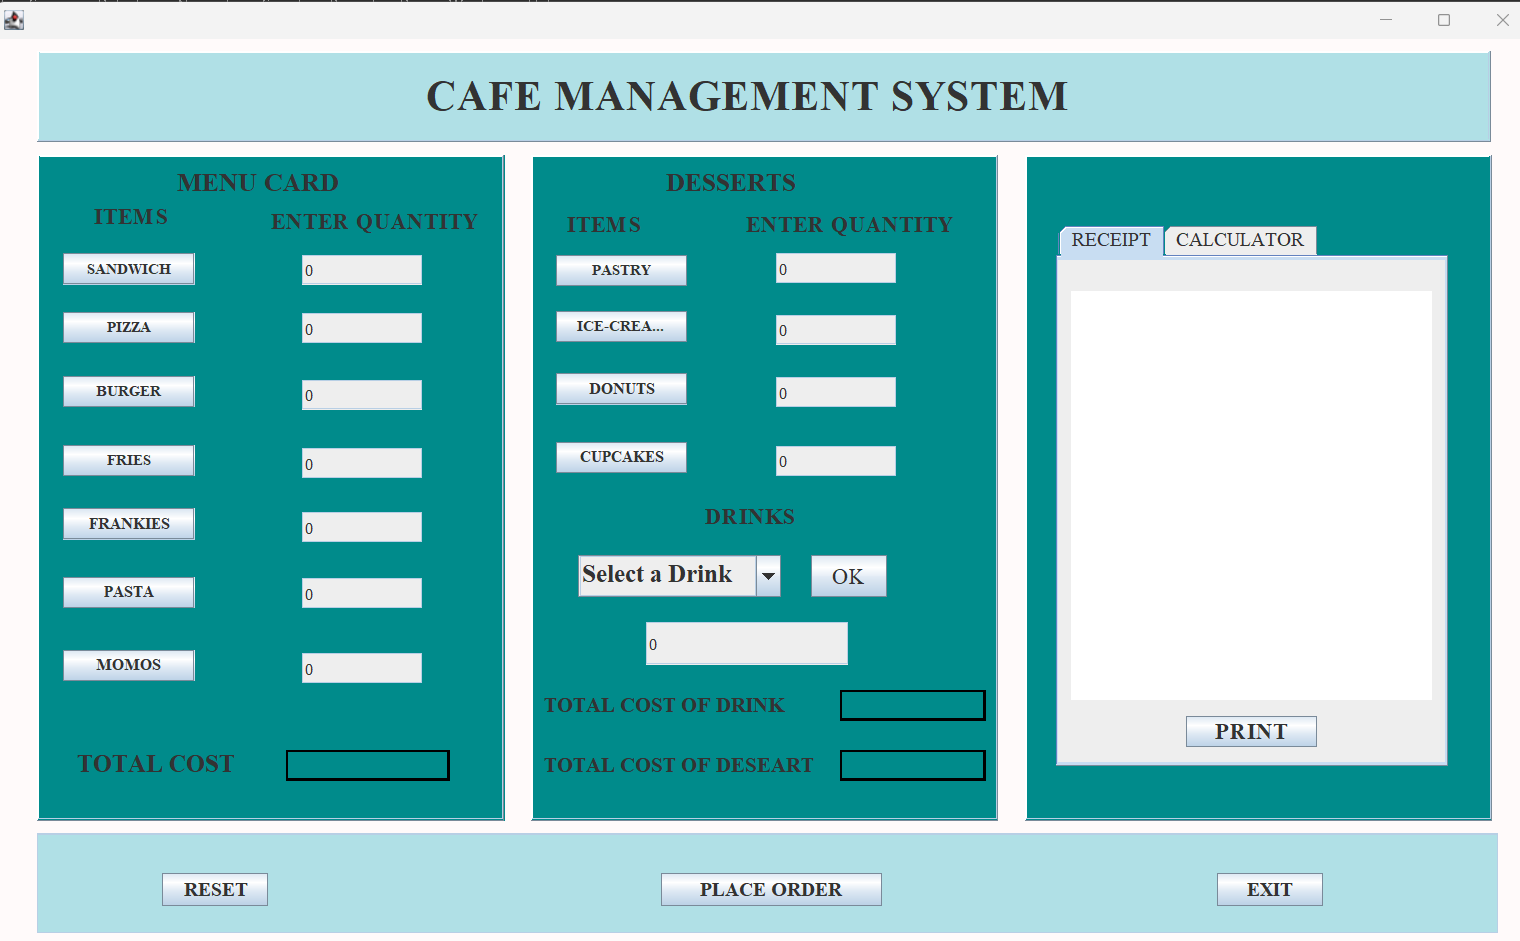 CAFE MANAGEMENT SYSTEM
MENU CARD
ITEMS
ENTER QUANTITY
SANDWICH
0
PIZZA
0
BURGER
0
FRIES
0
FRANKIES
0
PASTA
0
MOMOS
0
TOTAL COST
DESSERTS
ITEMS
ENTER QUANTITY
PASTRY
0
ICE-CREA...
0
DONUTS
0
CUPCAKES
0
DRINKS
Select a Drink
OK
0
TOTAL COST OF DRINK
TOTAL COST OF DESEART
RECEIPT
CALCULATOR
PRINT
RESET
PLACE ORDER
EXIT